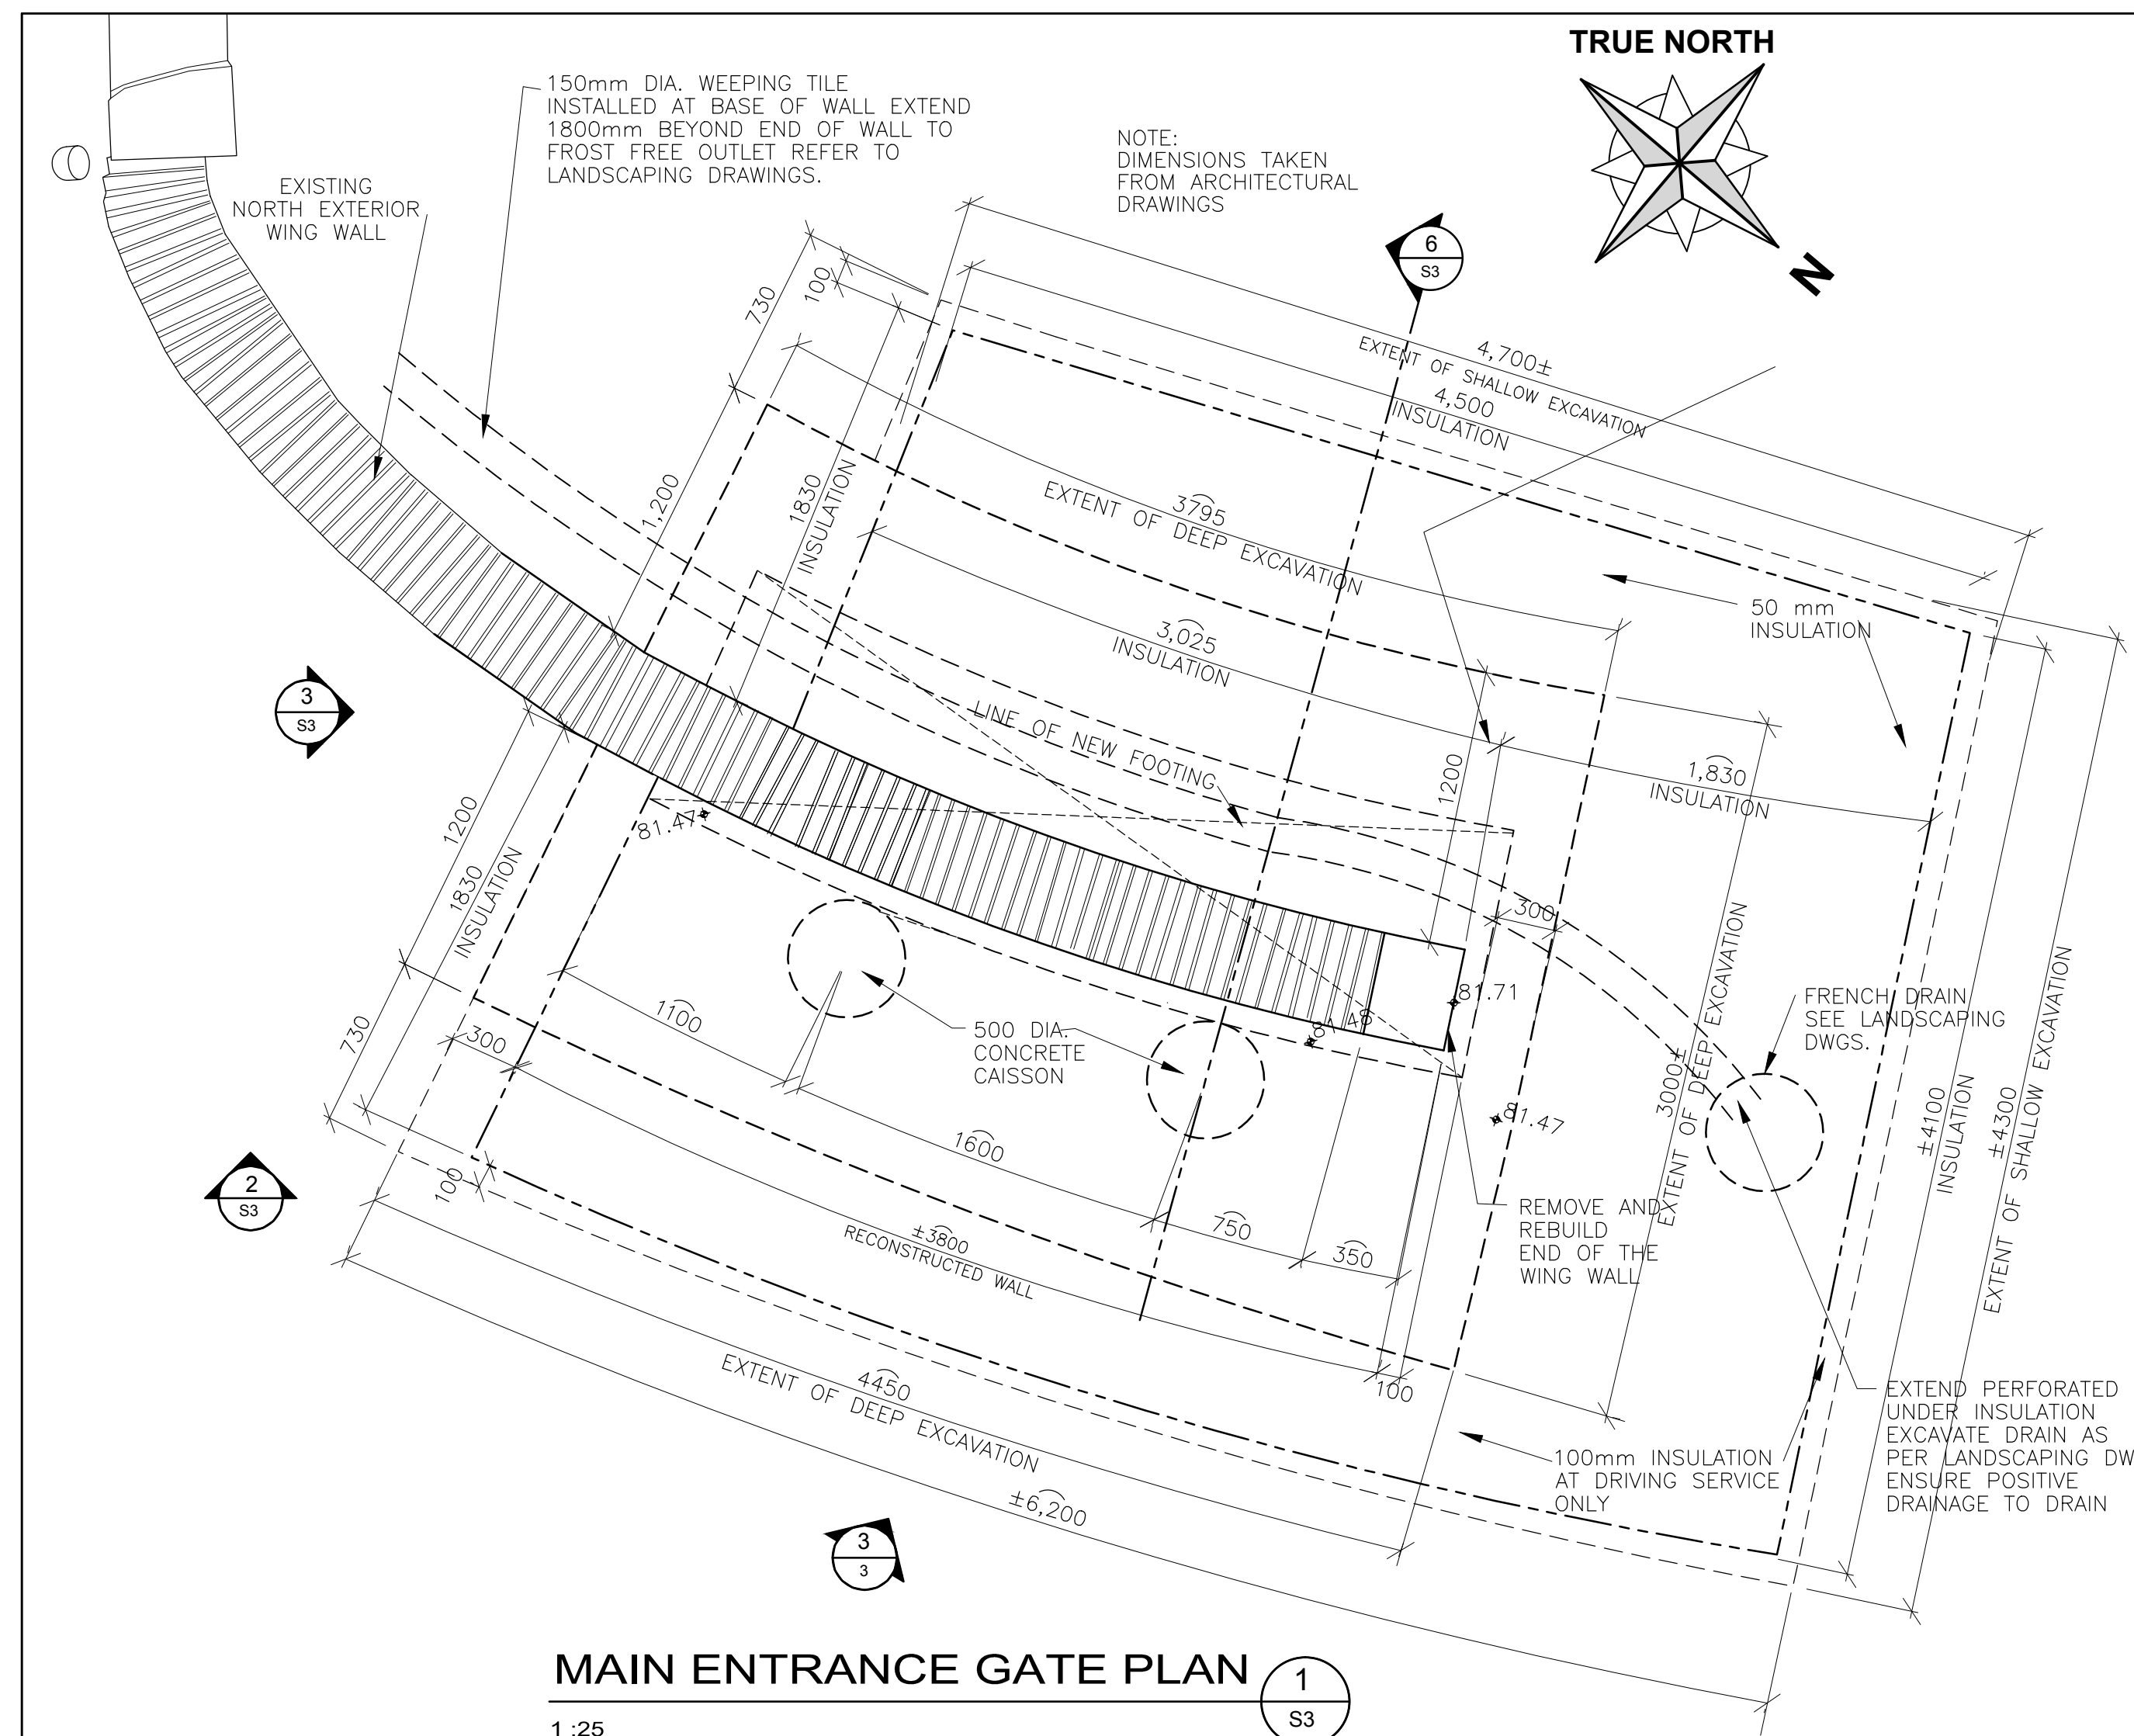 TRUE NORTH
N
150mm DIA. WEEPING TILE
INSTALLED AT BASE OF WALL EXTEND
1800mm BEYOND END OF WALL TO
FROST FREE OUTLET REFER TO
LANDSCAPING DRAWINGS.
NOTE:
DIMENSIONS TAKEN
FROM ARCHITECTURAL
DRAWINGS
EXISTING
NORTH EXTERIOR
WING WALL
6
S3
730
100
4,700±
EXTENT OF SHALLOW EXCAVATION
4,500
INSULATION
1,200
1830
INSULATION
3795
EXTENT OF DEEP EXCAVATION
3,025
INSULATION
50 mm
INSULATION
LINE OF NEW FOOTING
1200
1,830
INSULATION
3
S3
81.47
1200
1830
INSULATION
300
81.71
81.48
81.47
FRENCH DRAIN
SEE LANDSCAPING
DWGS.
3000±
EXTENT OF DEEP EXCAVATION
±4100
INSULATION
±4300
EXTENT OF SHALLOW EXCAVATION
730
300
1100
500 DIA.
CONCRETE
CAISSON
1600
750
350
100
2
S3
±3800
RECONSTRUCTED WALL
REMOVE AND
REBUILD
END OF THE
WING WALL
100
4450
EXTENT OF DEEP EXCAVATION
±6,200
100mm INSULATION
AT DRIVING SERVICE
ONLY
EXTEND PERFORATED
UNDER INSULATION
EXCAVATE DRAIN AS
PER LANDSCAPING DW
ENSURE POSITIVE
DRAINAGE TO DRAIN
3
3
MAIN ENTRANCE GATE PLAN
1
S3
1 :25